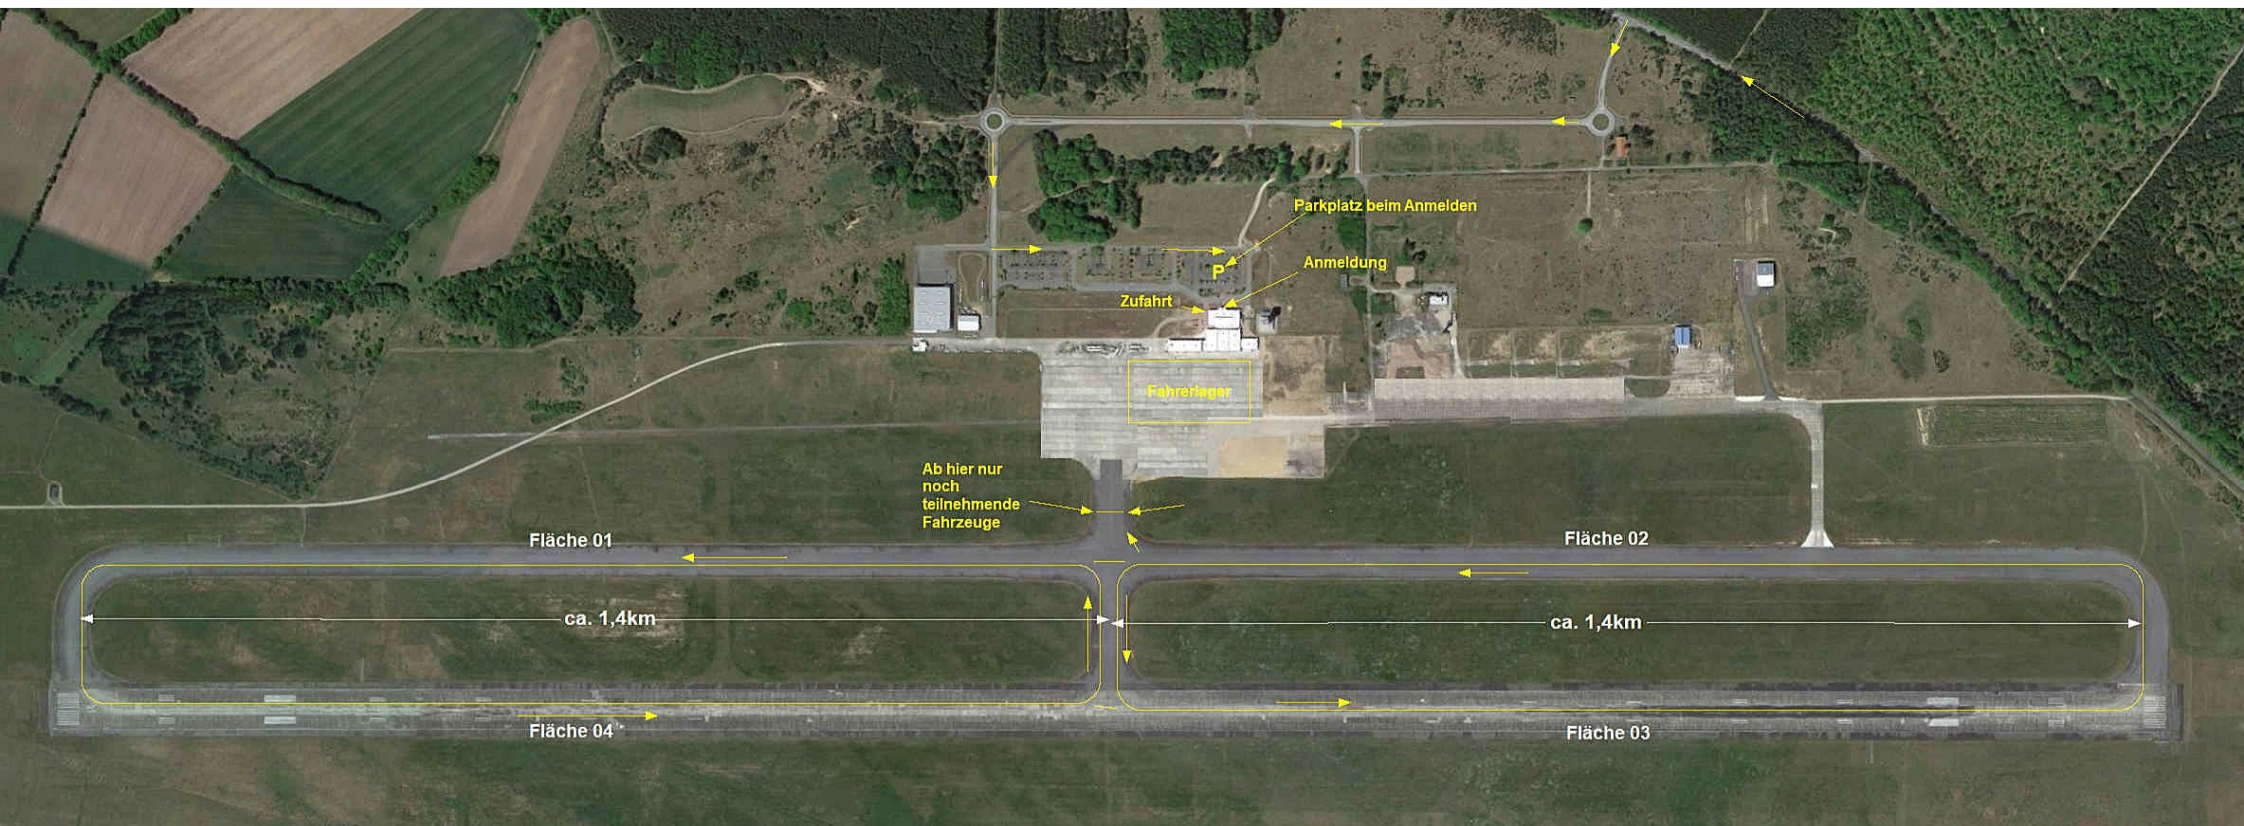 Parkplatz beim Anmelden
P
Anmeldung
Zufahrt
Fahrerlager
Ab hier nur
noch
teilnehmende
Fahrzeuge
Fläche 01
Fläche 02
ca. 1,4km
ca. 1,4km
Fläche 04
Fläche 03